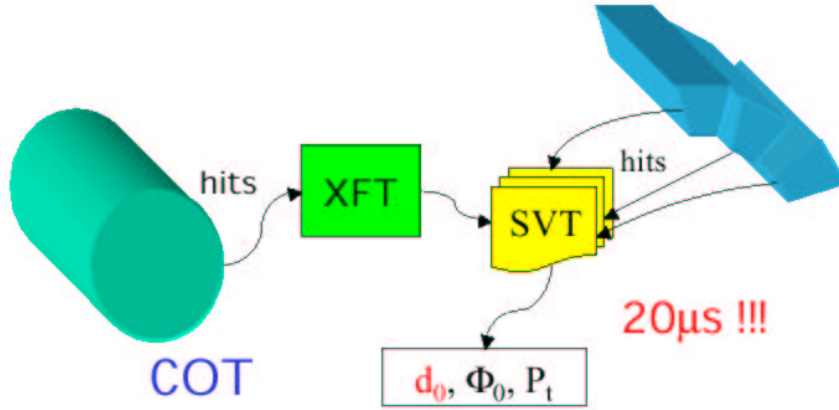 hits
XFT
hits
SVT
20μs !!!
COT
d₀, Φ₀, Pₜ